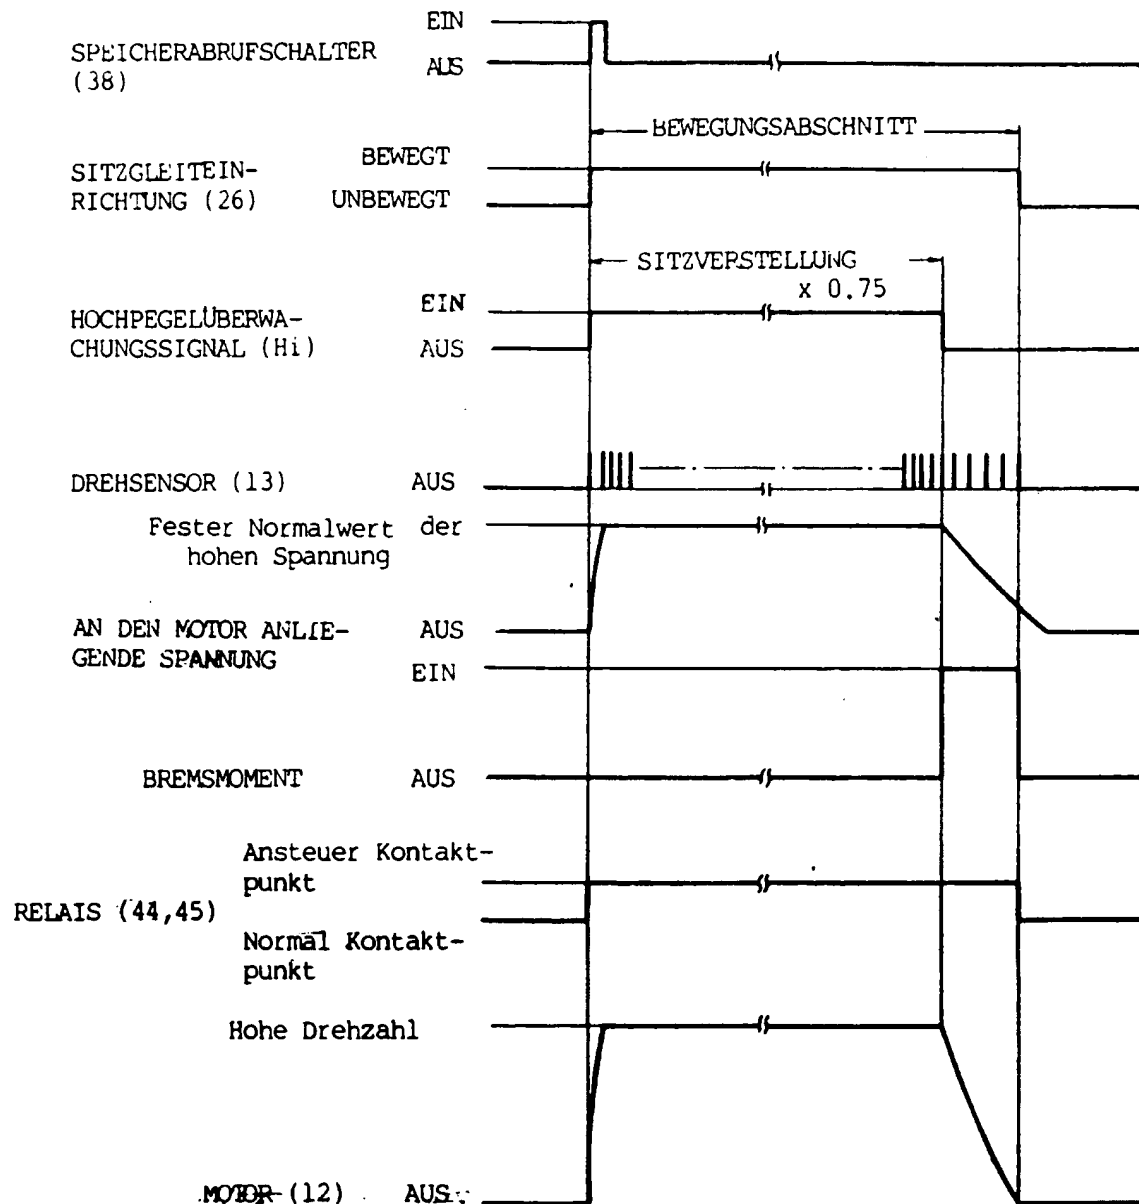 EIN
SPEICHERABRUFSCHALTER
(38)
AUS
BEWEGUNGSABSCHNITT
BEWEGT
SITZGLEITEIN-
RICHTUNG (26)
UNBEWEGT
SITZVERSTELLUNG
x 0.75
EIN
HOCHPEGELÜBERWA-
CHUNGSSIGNAL (Hi)
AUS
DREHSENSOR (13)
AUS
Fester Normalwert der
hohen Spannung
AN DEN MOTOR ANLIE-
GENDE SPANNUNG
AUS
EIN
BREMSMOMENT
AUS
Ansteuer Kontakt-
punkt
RELAIS (44,45)
Normal Kontakt-
punkt
Hohe Drehzahl
MOTOR (12)
AUS